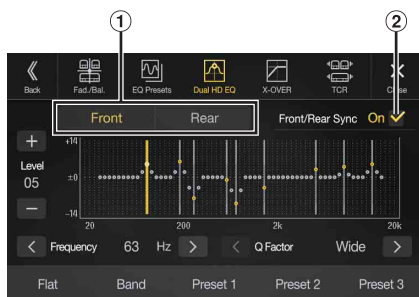 1 2
Back Fad./Bal. EQ Presets Dual HD EQ X-OVER TCR Close
Front Rear Front/Rear Sync On
+
+14
Level
05
±0
−
-14
20 200 2k 20k
Frequency 63 Hz Q Factor Wide
Flat Band Preset 1 Preset 2 Preset 3